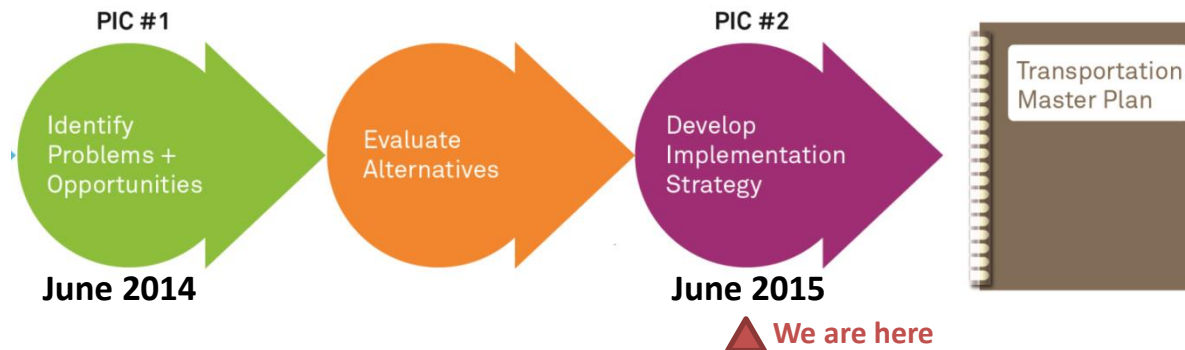 PIC #1
PIC #2
Identify
Problems +
Opportunities
Evaluate
Alternatives
Develop
Implementation
Strategy
Transportation
Master Plan
June 2014
June 2015
We are here